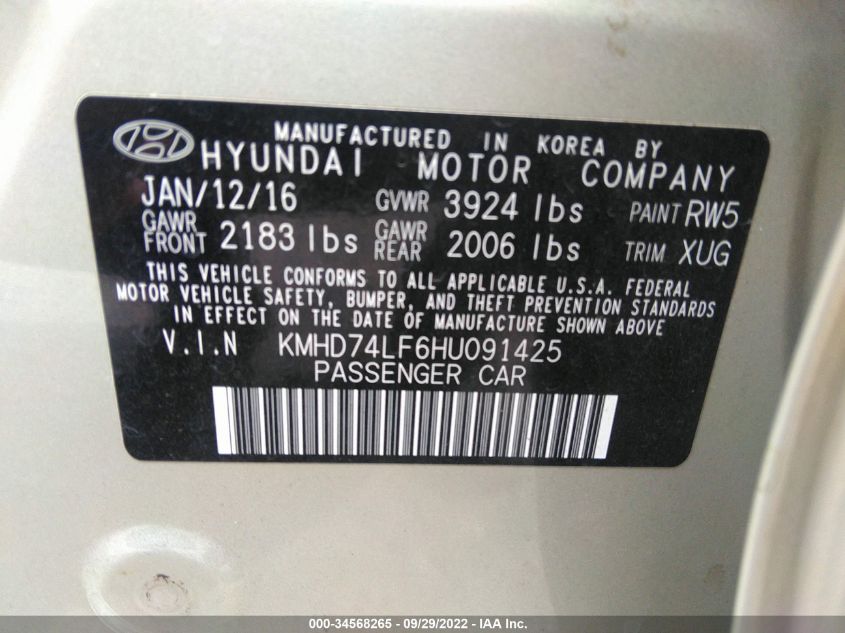 MANUFACTURED IN KOREA BY
HYUNDAI MOTOR COMPANY
JAN/12/16 GVWR 3924 lbs PAINT RW5
GAWR FRONT 2183 lbs GAWR REAR 2006 lbs TRIM XUG
THIS VEHICLE CONFORMS TO ALL APPLICABLE U.S.A. FEDERAL
MOTOR VEHICLE SAFETY, BUMPER, AND THEFT PREVENTION STANDARDS
IN EFFECT ON THE DATE OF MANUFACTURE SHOWN ABOVE
V.I.N KMHD74LF6HU091425
PASSENGER CAR
000-34568265 - 09/29/2022 - IAA Inc.